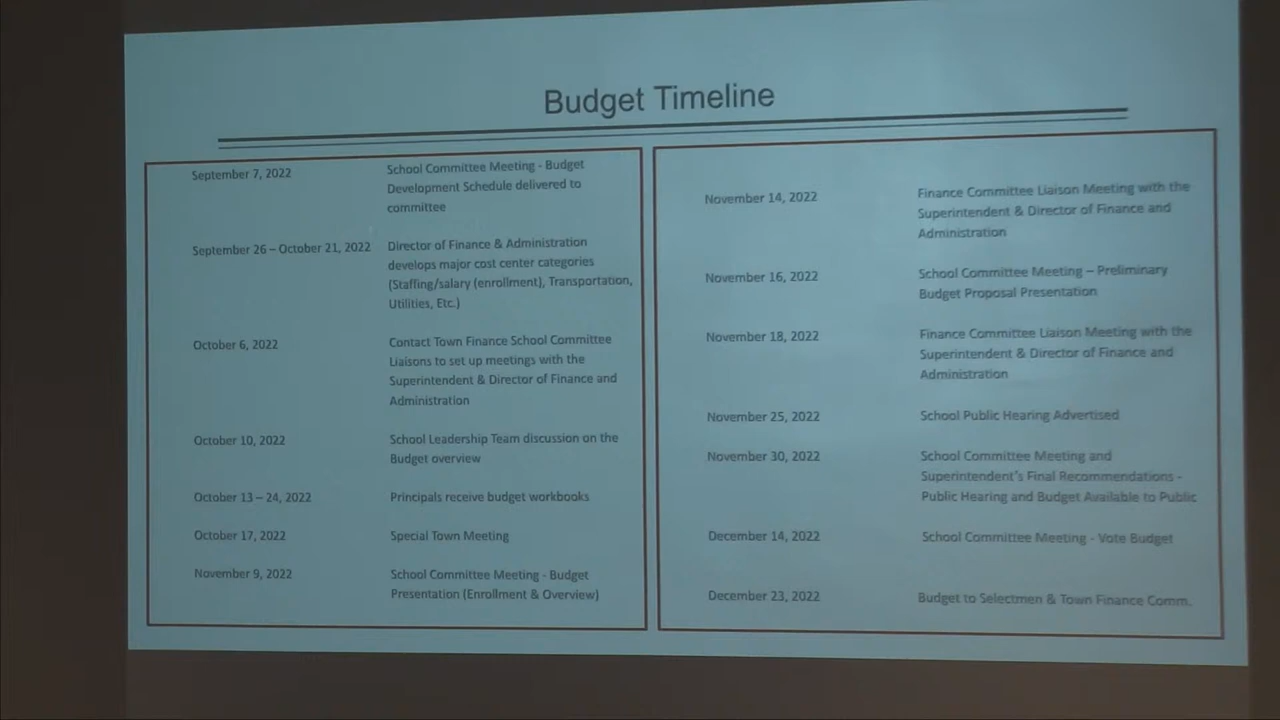 Budget Timeline
September 7, 2022
School Committee Meeting - Budget
Development Schedule delivered to
committee
September 26 – October 21, 2022
Director of Finance & Administration
develops major cost center categories
(Staffing/salary (enrollment), Transportation,
Utilities, Etc.)
October 6, 2022
Contact Town Finance School Committee
Liaisons to set up meetings with the
Superintendent & Director of Finance and
Administration
October 10, 2022
School Leadership Team discussion on the
Budget overview
October 13 – 24, 2022
Principals receive budget workbooks
October 17, 2022
Special Town Meeting
November 9, 2022
School Committee Meeting - Budget
Presentation (Enrollment & Overview)
November 14, 2022
Finance Committee Liaison Meeting with the
Superintendent & Director of Finance and
Administration
November 16, 2022
School Committee Meeting – Preliminary
Budget Proposal Presentation
November 18, 2022
Finance Committee Liaison Meeting with the
Superintendent & Director of Finance and
Administration
November 25, 2022
School Public Hearing Advertised
November 30, 2022
School Committee Meeting and
Superintendent's Final Recommendations -
Public Hearing and Budget Available to Public
December 14, 2022
School Committee Meeting - Vote Budget
December 23, 2022
Budget to Selectmen & Town Finance Comm.